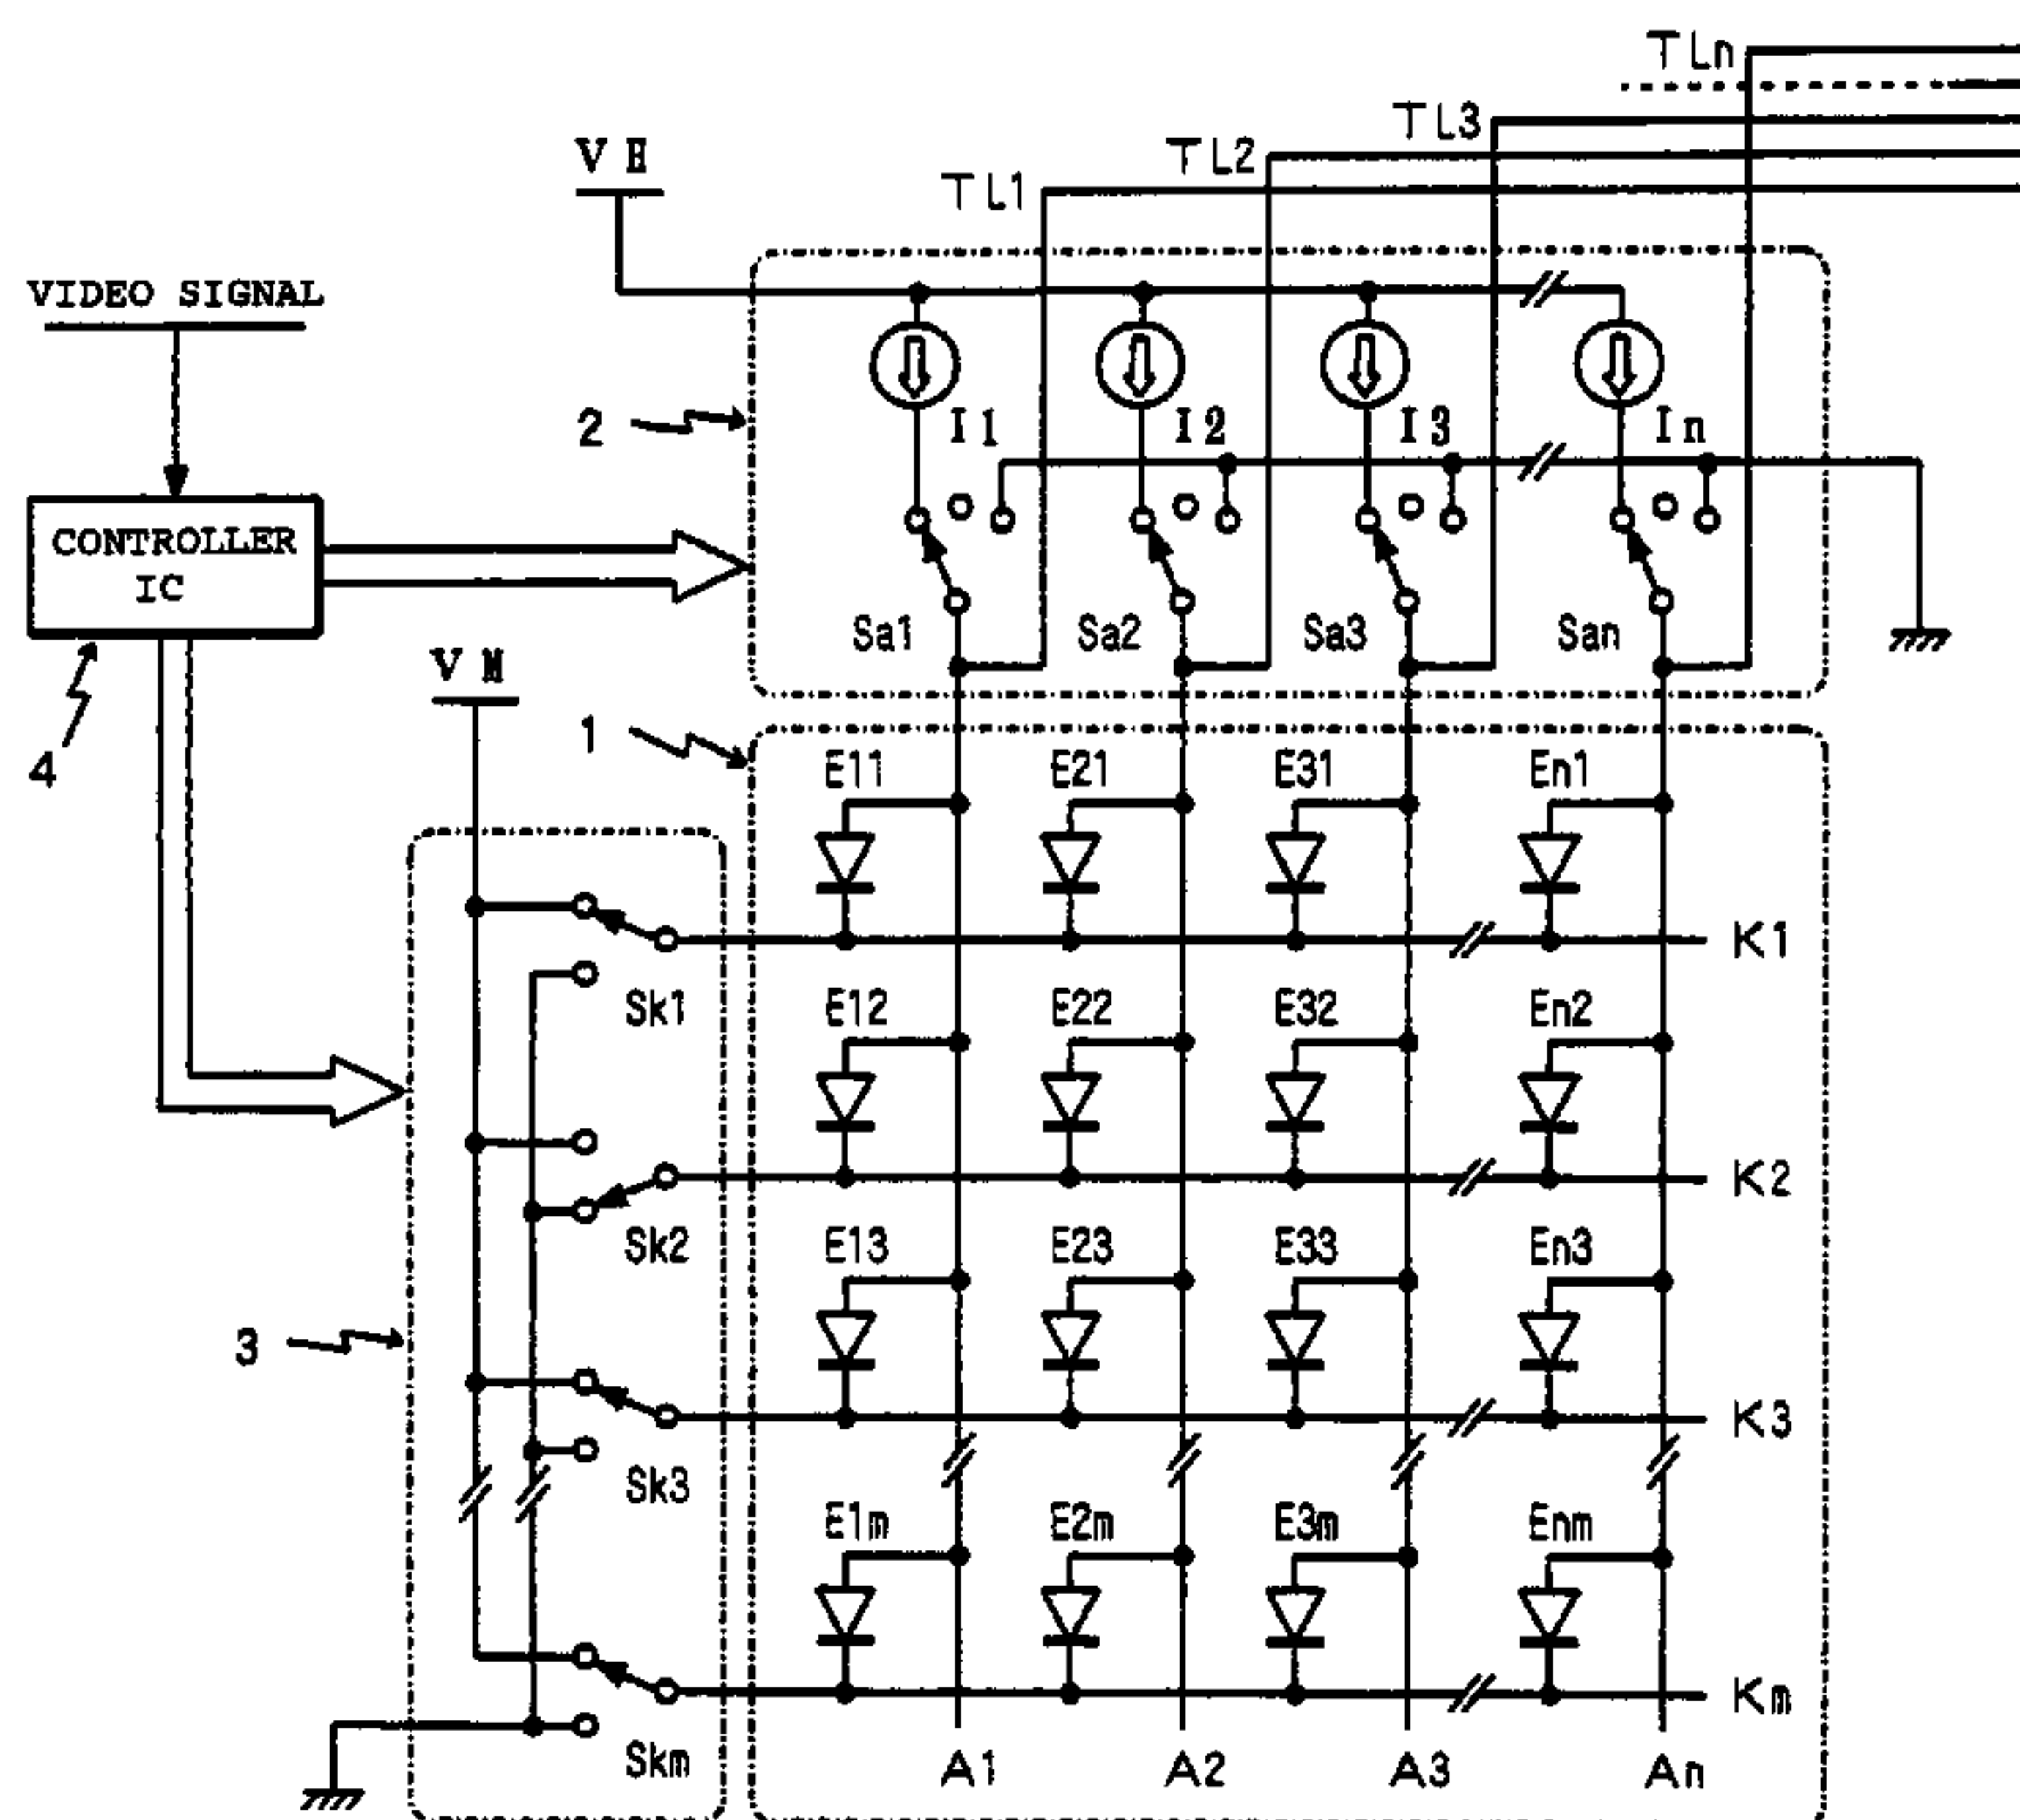 TLn
TL3
V H
TL2
TL1
VIDEO SIGNAL
2
I1
I2
I3
In
CONTROLLER
IC
Sa1
Sa2
Sa3
San
V M
1
4
E11
E21
E31
En1
K1
Sk1
E12
E22
E32
En2
K2
Sk2
E13
E23
E33
En3
3
K3
Sk3
E1m
E2m
E3m
Enm
Km
Skm
A1
A2
A3
An